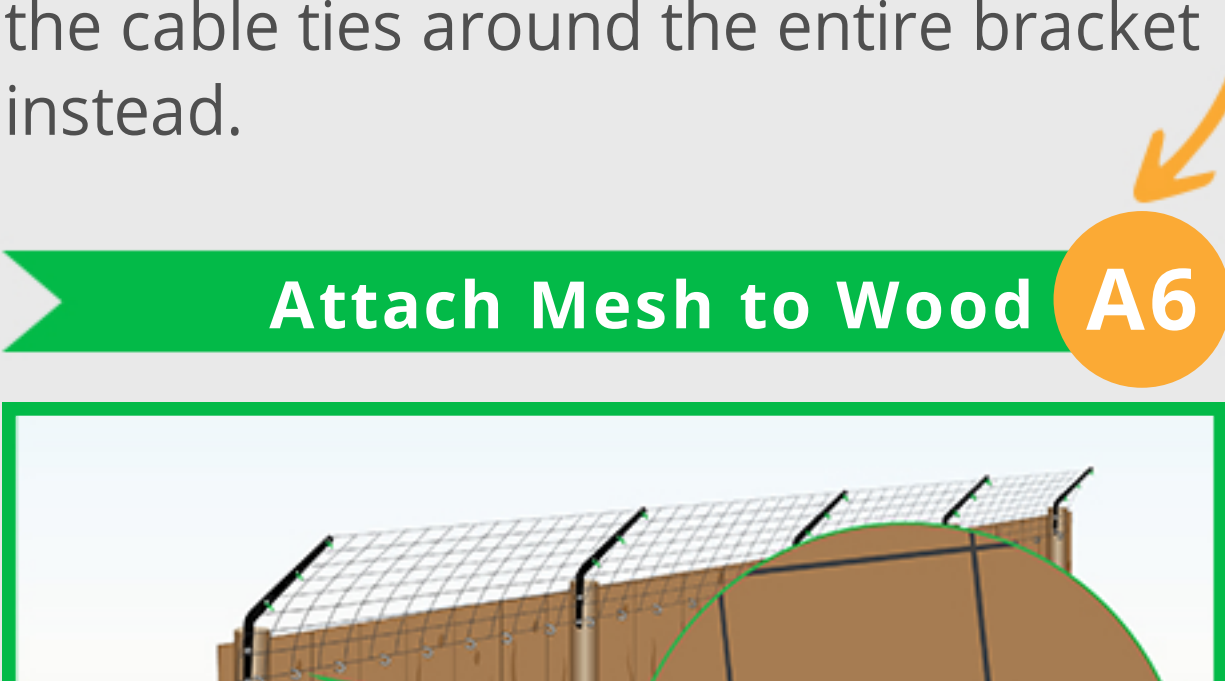 the cable ties around the entire bracket
instead.
Attach Mesh to Wood
A6